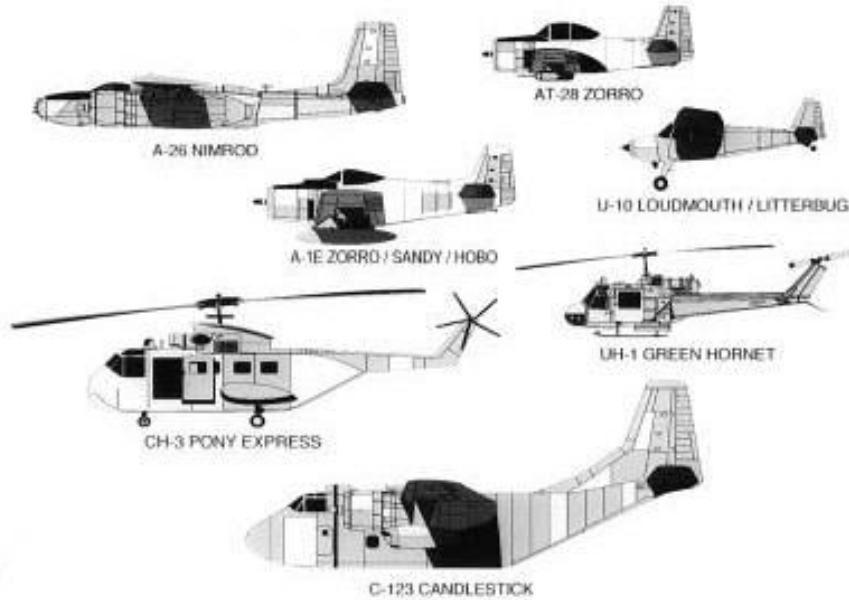 AT-28 ZORRO
A-26 NIMROD
U-10 LOUDMOUTH / LITTERBUG
A-1E ZORRO / SANDY / HOBO
UH-1 GREEN HORNET
CH-3 PONY EXPRESS
C-123 CANDLESTICK